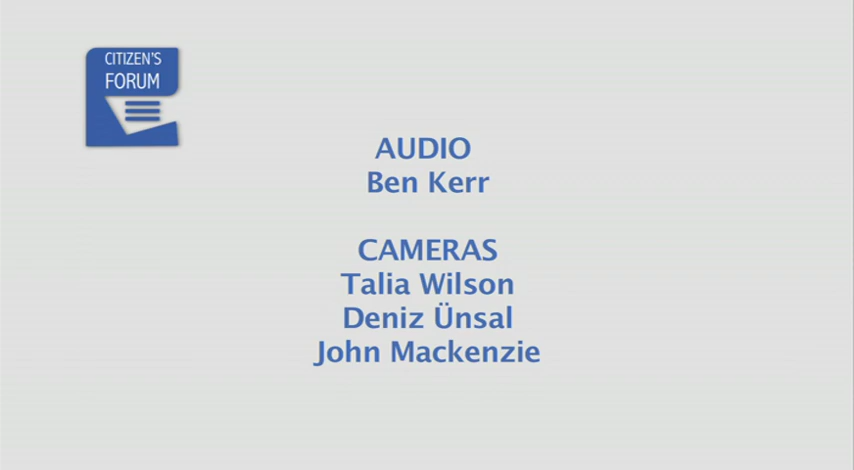 CITIZEN'S
FORUM
AUDIO
Ben Kerr
CAMERAS
Talia Wilson
Deniz Ünsal
John Mackenzie